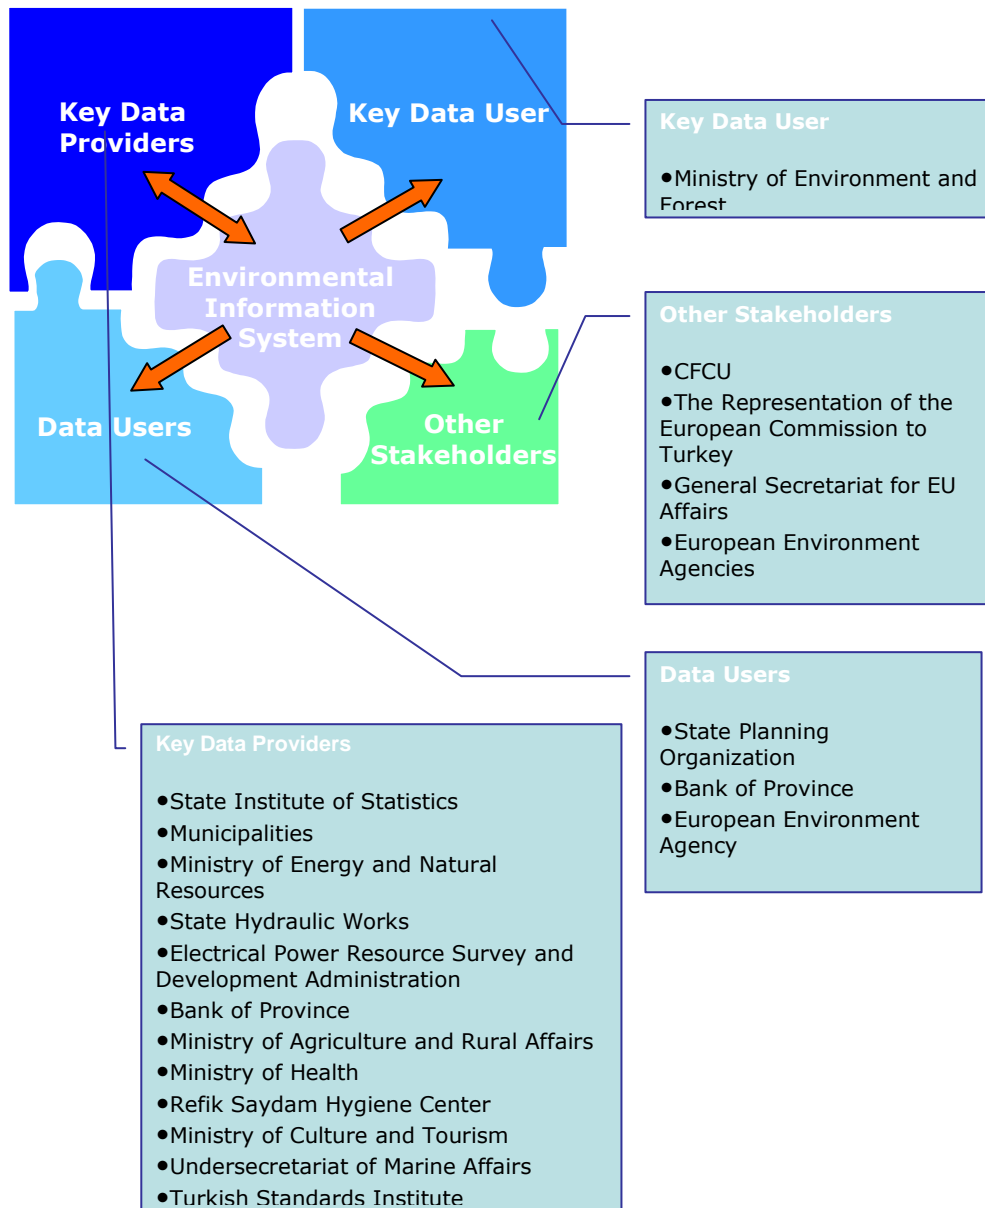 Key Data
Providers
Key Data User
Environmental
Information
System
Data Users
Other
Stakeholders
Key Data User
●Ministry of Environment and
Forest
Other Stakeholders
●CFCU
●The Representation of the
European Commission to
Turkey
●General Secretariat for EU
Affairs
●European Environment
Agencies
Data Users
●State Planning
Organization
●Bank of Province
●European Environment
Agency
Key Data Providers
●State Institute of Statistics
●Municipalities
●Ministry of Energy and Natural
Resources
●State Hydraulic Works
●Electrical Power Resource Survey and
Development Administration
●Bank of Province
●Ministry of Agriculture and Rural Affairs
●Ministry of Health
●Refik Saydam Hygiene Center
●Ministry of Culture and Tourism
●Undersecretariat of Marine Affairs
●Turkish Standards Institute